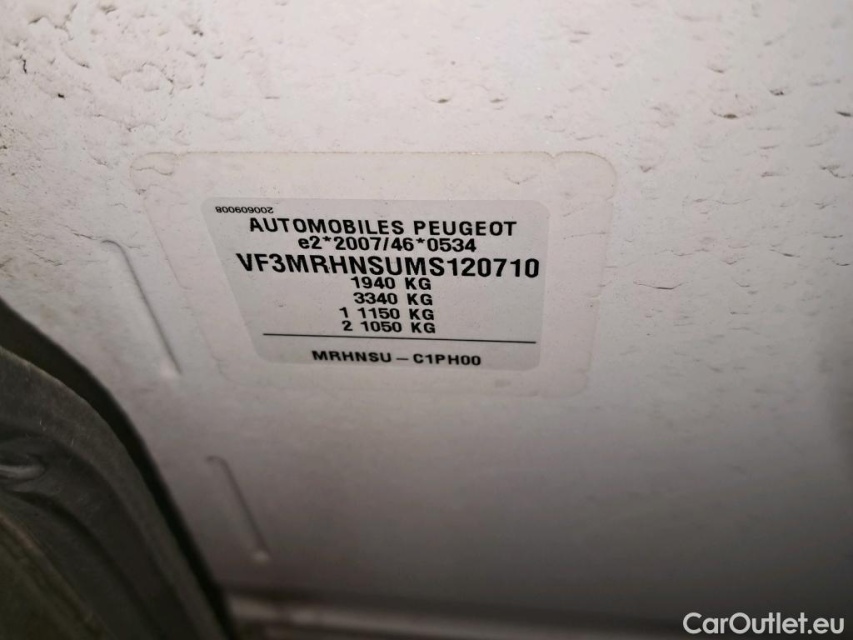 200609008
AUTOMOBILES PEUGEOT
e2*2007/46*0534
VF3MRHNSUMS120710
1940 KG
3340 KG
1 1150 KG
2 1050 KG
MRHNSU – C1PH00
CarOutlet.eu